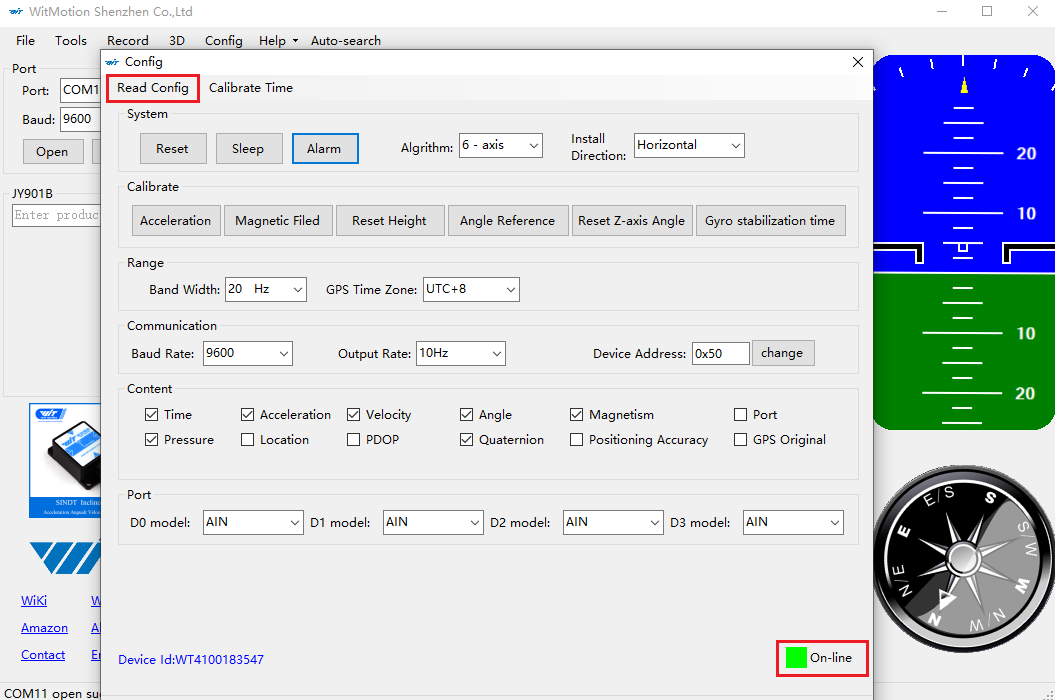 WitMotion Shenzhen Co.,Ltd
File Tools Record 3D Config Help Auto-search
Port
Port: COM1
Baud: 9600
Open
JY901B
Enter produc
Config
Read Config Calibrate Time
System
Reset Sleep Alarm Algrithm: 6 - axis Install Direction: Horizontal
Calibrate
Acceleration Magnetic Filed Reset Height Angle Reference Reset Z-axis Angle Gyro stabilization time
Range
Band Width: 20 Hz GPS Time Zone: UTC+8
Communication
Baud Rate: 9600 Output Rate: 10Hz Device Address: 0x50 change
Content
Time Acceleration Velocity Angle Magnetism Port
Pressure Location PDOP Quaternion Positioning Accuracy GPS Original
Port
D0 model: AIN D1 model: AIN D2 model: AIN D3 model: AIN
Device Id:WT4100183547
On-line
20
10
10
20
E/S S S/W W N/W N N/E E
WIT
SINDT Inclino
WiKi W
Amazon Al
Contact En
COM11 open suc